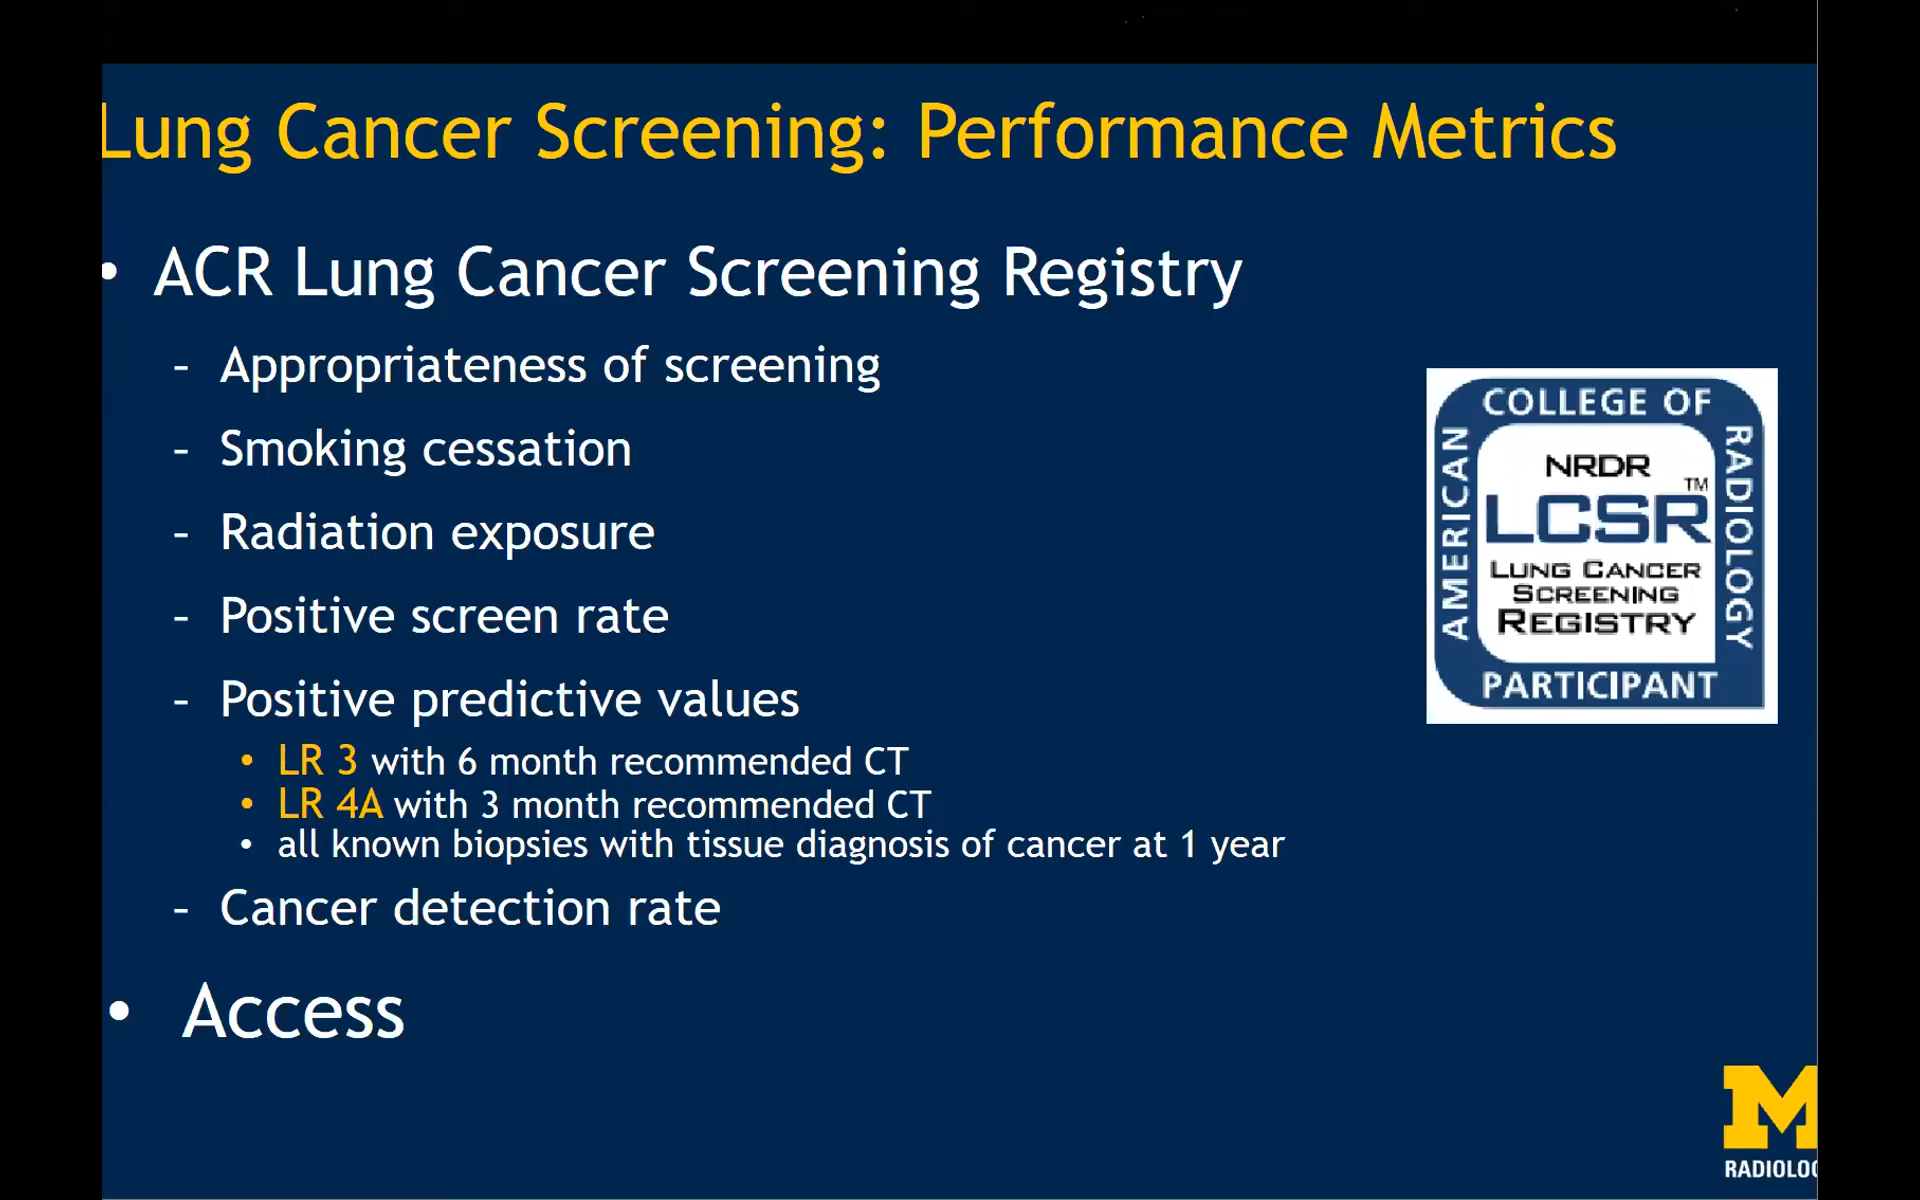 Lung Cancer Screening: Performance Metrics
• ACR Lung Cancer Screening Registry
- Appropriateness of screening
- Smoking cessation
- Radiation exposure
- Positive screen rate
- Positive predictive values
• LR 3 with 6 month recommended CT
• LR 4A with 3 month recommended CT
• all known biopsies with tissue diagnosis of cancer at 1 year
- Cancer detection rate
• Access
AMERICAN
COLLEGE OF
RADIOLOGY
NRDR
LCSR™
LUNG CANCER
SCREENING
REGISTRY
PARTICIPANT
M
RADIOLO